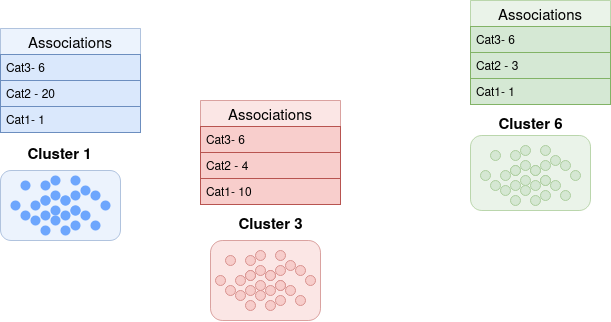 Associations
Cat3- 6
Cat2 - 20
Cat1- 1
Cluster 1
Associations
Cat3- 6
Cat2 - 4
Cat1- 10
Cluster 3
Associations
Cat3- 6
Cat2 - 3
Cat1- 1
Cluster 6